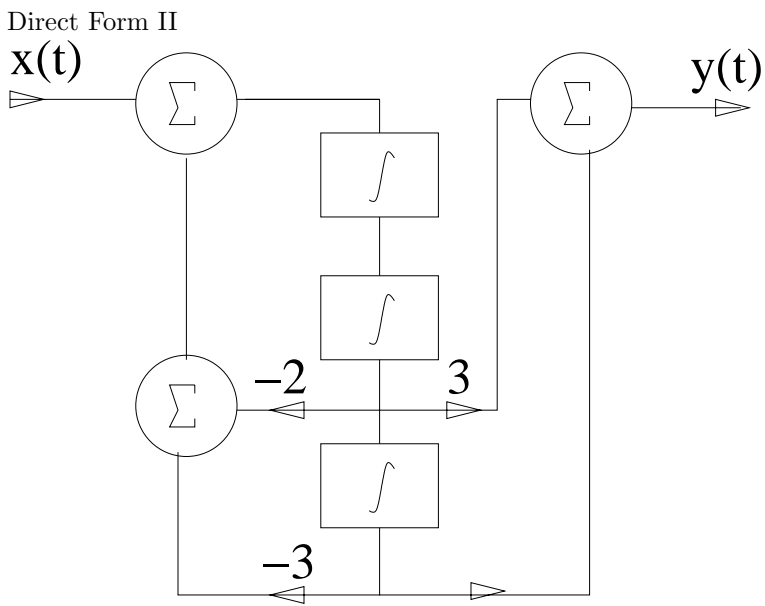 Direct Form II
x(t)
y(t)
Σ
Σ
∫
∫
−2
3
Σ
∫
−3